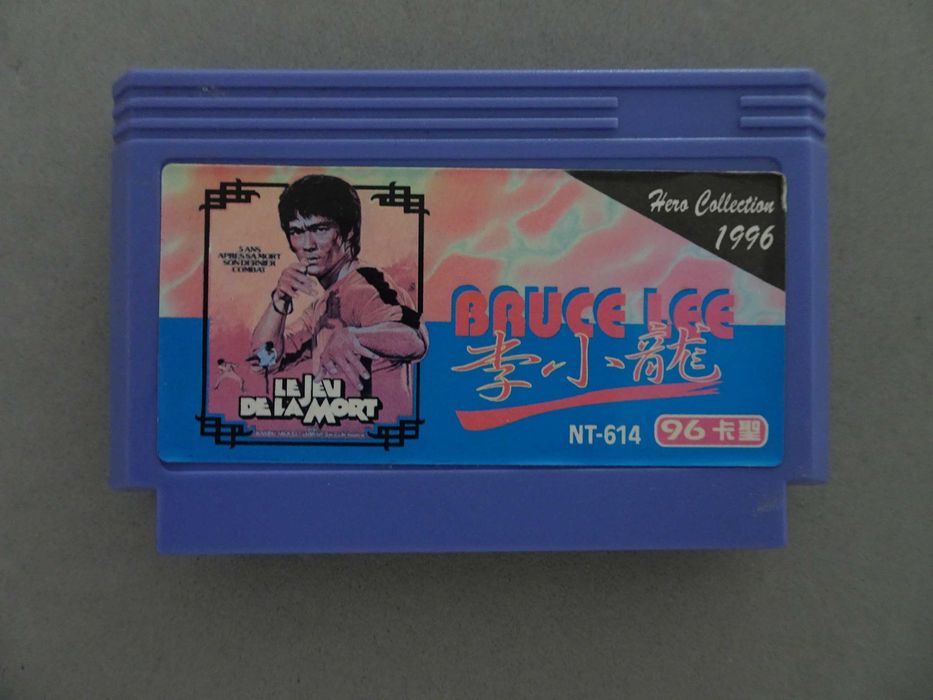 Hero Collection
1996
5 ANS
APRES SA MORT
SON DERNIER
COMBAT
BRUCE LEE
李小龍
LE JEU
DE LA MORT
NT-614
96 卡聖